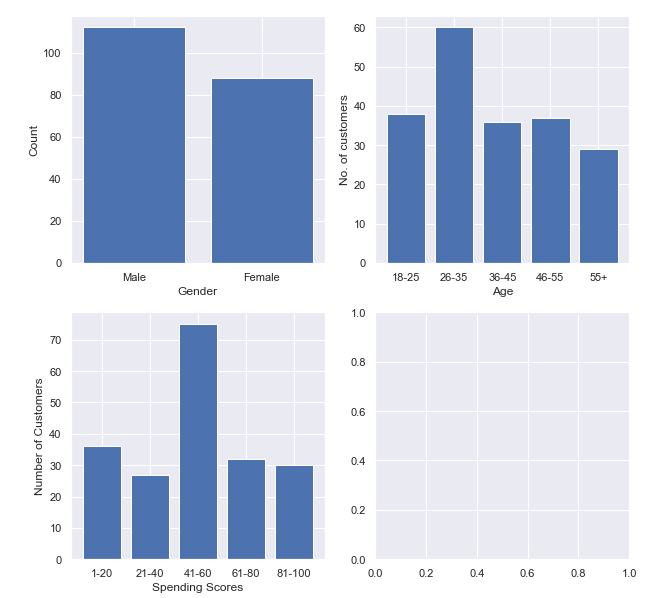 100
80
60
40
20
0
Count
Male Female
Gender
60
50
40
30
20
10
0
No. of customers
18-25 26-35 36-45 46-55 55+
Age
70
60
50
40
30
20
10
0
Number of Customers
1-20 21-40 41-60 61-80 81-100
Spending Scores
1.0
0.8
0.6
0.4
0.2
0.0
0.0 0.2 0.4 0.6 0.8 1.0